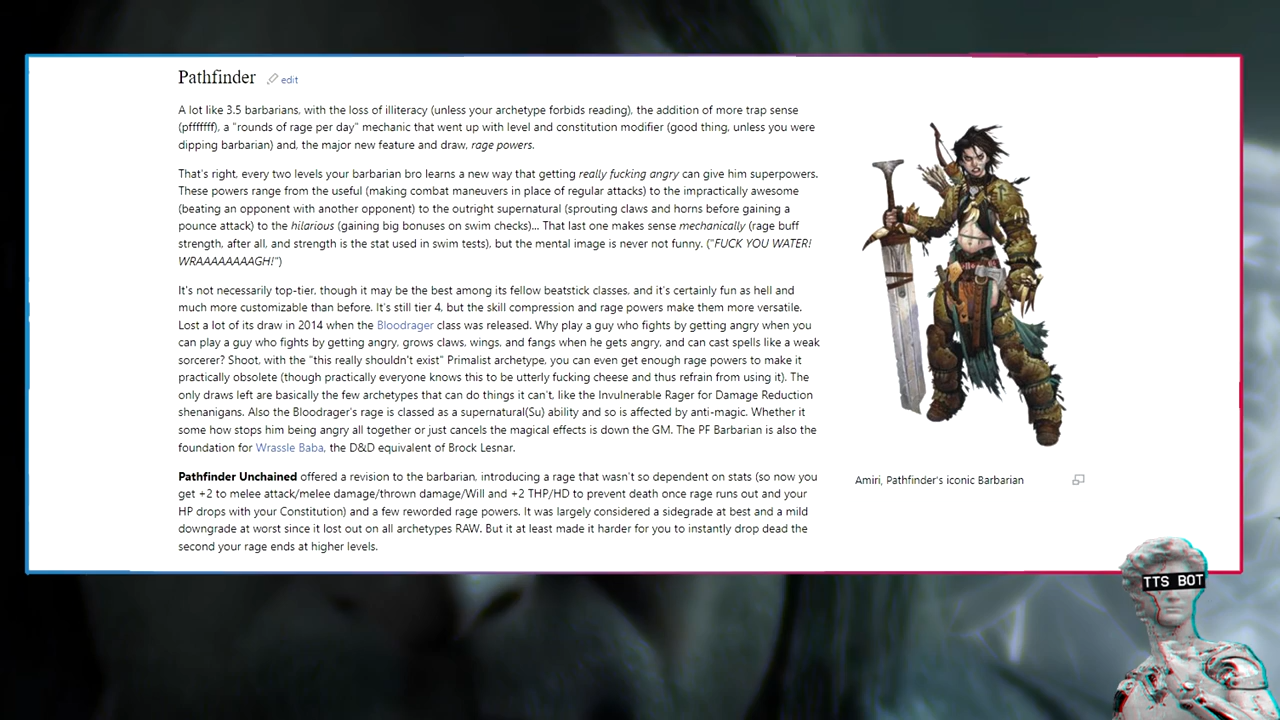 Pathfinder edit
A lot like 3.5 barbarians, with the loss of illiteracy (unless your archetype forbids reading), the addition of more trap sense
(pfffffff), a "rounds of rage per day" mechanic that went up with level and constitution modifier (good thing, unless you were
dipping barbarian) and, the major new feature and draw, rage powers.
That's right, every two levels your barbarian bro learns a new way that getting really fucking angry can give him superpowers.
These powers range from the useful (making combat maneuvers in place of regular attacks) to the impractically awesome
(beating an opponent with another opponent) to the outright supernatural (sprouting claws and horns before gaining a
pounce attack) to the hilarious (gaining big bonuses on swim checks)... That last one makes sense mechanically (rage buff
strength, after all, and strength is the stat used in swim tests), but the mental image is never not funny. ("FUCK YOU WATER!
WRAAAAAAAAGH!")
It's not necessarily top-tier, though it may be the best among its fellow beatstick classes, and it's certainly fun as hell and
much more customizable than before. It's still tier 4, but the skill compression and rage powers make them more versatile.
Lost a lot of its draw in 2014 when the Bloodrager class was released. Why play a guy who fights by getting angry when you
can play a guy who fights by getting angry, grows claws, wings, and fangs when he gets angry, and can cast spells like a weak
sorcerer? Shoot, with the "this really shouldn't exist" Primalist archetype, you can even get enough rage powers to make it
practically obsolete (though practically everyone knows this to be utterly fucking cheese and thus refrain from using it). The
only draws left are basically the few archetypes that can do things it can't, like the Invulnerable Rager for Damage Reduction
shenanigans. Also the Bloodrager's rage is classed as a supernatural(Su) ability and so is affected by anti-magic. Whether it
some how stops him being angry all together or just cancels the magical effects is down the GM. The PF Barbarian is also the
foundation for Wrassle Baba, the D&D equivalent of Brock Lesnar.
Pathfinder Unchained offered a revision to the barbarian, introducing a rage that wasn't so dependent on stats (so now you
get +2 to melee attack/melee damage/thrown damage/Will and +2 THP/HD to prevent death once rage runs out and your
HP drops with your Constitution) and a few reworded rage powers. It was largely considered a sidegrade at best and a mild
downgrade at worst since it lost out on all archetypes RAW. But it at least made it harder for you to instantly drop dead the
second your rage ends at higher levels.
Amiri, Pathfinder's iconic Barbarian
TTS BOT